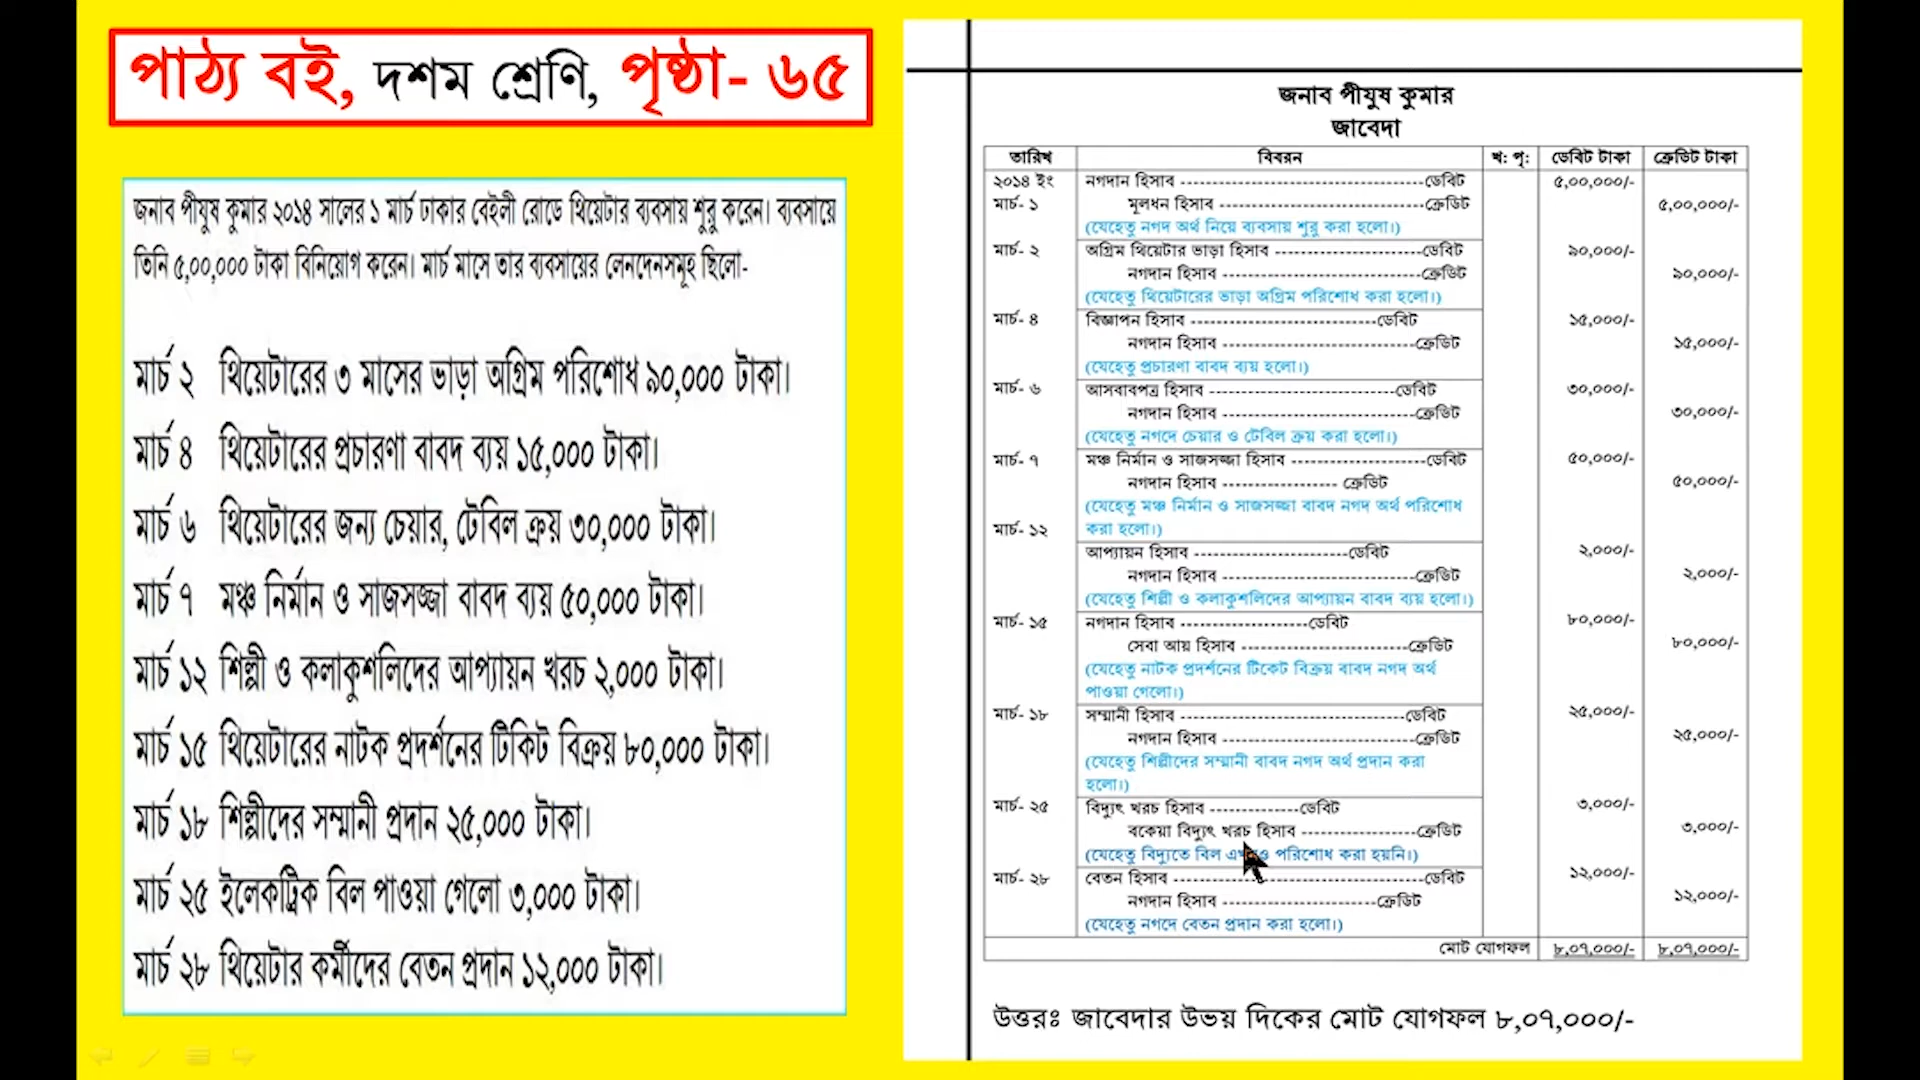 পাঠ্য বই, দশম শ্রেণি, পৃষ্ঠা- ৬৫
জনাব পীযুষ কুমার ২০১৪ সালের ১ মার্চ ঢাকার বেইলী রোডে থিয়েটার ব্যবসায় শুরু করেন। ব্যবসায়ে
তিনি ৫,০০,০০০ টাকা বিনিয়োগ করেন। মার্চ মাসে তার ব্যবসায়ের লেনদেনসমূহ ছিলো-
মার্চ ২ থিয়েটারের ৩ মাসের ভাড়া অগ্রিম পরিশোধ ৯০,০০০ টাকা।
মার্চ ৪ থিয়েটারের প্রচারণা বাবদ ব্যয় ১৫,০০০ টাকা।
মার্চ ৬ থিয়েটারের জন্য চেয়ার, টেবিল ক্রয় ৩০,০০০ টাকা।
মার্চ ৭ মঞ্চ নির্মান ও সাজসজ্জা বাবদ ব্যয় ৫০,০০০ টাকা।
মার্চ ১২ শিল্পী ও কলাকুশলিদের আপ্যায়ন খরচ ২,০০০ টাকা।
মার্চ ১৫ থিয়েটারের নাটক প্রদর্শনের টিকিট বিক্রয় ৮০,০০০ টাকা।
মার্চ ১৮ শিল্পীদের সম্মানী প্রদান ২৫,০০০ টাকা।
মার্চ ২৫ ইলেকট্রিক বিল পাওয়া গেলো ৩,০০০ টাকা।
মার্চ ২৮ থিয়েটার কর্মীদের বেতন প্রদান ১২,০০০ টাকা।
জনাব পীযুষ কুমার
জাবেদা
তারিখ বিবরন খ: পৃ: ডেবিট টাকা ক্রেডিট টাকা
২০১৪ ইং নগদান হিসাব ----------ডেবিট ৫,০০,০০০/-
মার্চ- ১ মূলধন হিসাব ----------ক্রেডিট ৫,০০,০০০/-
(যেহেতু নগদ অর্থ নিয়ে ব্যবসায় শুরু করা হলো।)
মার্চ- ২ অগ্রিম থিয়েটার ভাড়া হিসাব ----------ডেবিট ৯০,০০০/-
নগদান হিসাব ----------ক্রেডিট ৯০,০০০/-
(যেহেতু থিয়েটারের ভাড়া অগ্রিম পরিশোধ করা হলো।)
মার্চ- ৪ বিজ্ঞাপন হিসাব ----------ডেবিট ১৫,০০০/-
নগদান হিসাব ----------ক্রেডিট ১৫,০০০/-
(যেহেতু প্রচারণা বাবদ ব্যয় হলো।)
মার্চ- ৬ আসবাবপত্র হিসাব ----------ডেবিট ৩০,০০০/-
নগদান হিসাব ----------ক্রেডিট ৩০,০০০/-
(যেহেতু নগদে চেয়ার ও টেবিল ক্রয় করা হলো।)
মার্চ- ৭ মঞ্চ নির্মান ও সাজসজ্জা হিসাব ----------ডেবিট ৫০,০০০/-
নগদান হিসাব ---------- ক্রেডিট ৫০,০০০/-
(যেহেতু মঞ্চ নির্মান ও সাজসজ্জা বাবদ নগদ অর্থ পরিশোধ
মার্চ- ১২ করা হলো।)
আপ্যায়ন হিসাব ----------ডেবিট ২,০০০/-
নগদান হিসাব ----------ক্রেডিট ২,০০০/-
(যেহেতু শিল্পী ও কলাকুশলিদের আপ্যায়ন বাবদ ব্যয় হলো।)
মার্চ- ১৫ নগদান হিসাব ----------ডেবিট ৮০,০০০/-
সেবা আয় হিসাব ----------ক্রেডিট ৮০,০০০/-
(যেহেতু নাটক প্রদর্শনের টিকেট বিক্রয় বাবদ নগদ অর্থ
পাওয়া গেলো।)
মার্চ- ১৮ সম্মানী হিসাব ----------ডেবিট ২৫,০০০/-
নগদান হিসাব ----------ক্রেডিট ২৫,০০০/-
(যেহেতু শিল্পীদের সম্মানী বাবদ নগদ অর্থ প্রদান করা
হলো।)
মার্চ- ২৫ বিদ্যুৎ খরচ হিসাব ----------ডেবিট ৩,০০০/-
বকেয়া বিদ্যুৎ খরচ হিসাব ----------ক্রেডিট ৩,০০০/-
(যেহেতু বিদ্যুতে বিল এখনও পরিশোধ করা হয়নি।)
মার্চ- ২৮ বেতন হিসাব ----------ডেবিট ১২,০০০/-
নগদান হিসাব ----------ক্রেডিট ১২,০০০/-
(যেহেতু নগদে বেতন প্রদান করা হলো।)
মোট যোগফল ৮,০৭,০০০/- ৮,০৭,০০০/-
উত্তরঃ জাবেদার উভয় দিকের মোট যোগফল ৮,০৭,০০০/-